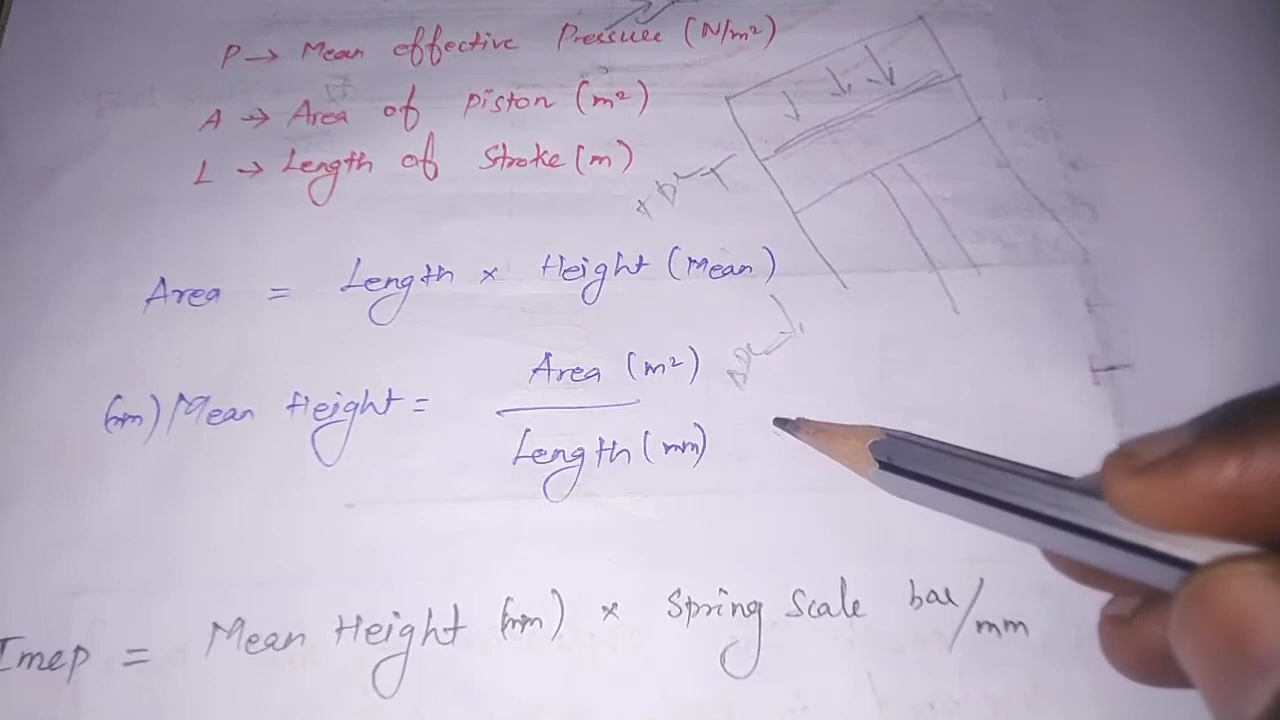 P → Mean effective Pressure (N/m²)
A → Area of piston (m²)
L → Length of Stroke (m)
Area = Length × Height (Mean)
(mm) Mean Height = Area (m²)
Length (mm)
Imep = Mean Height (mm) × Spring Scale bar/mm